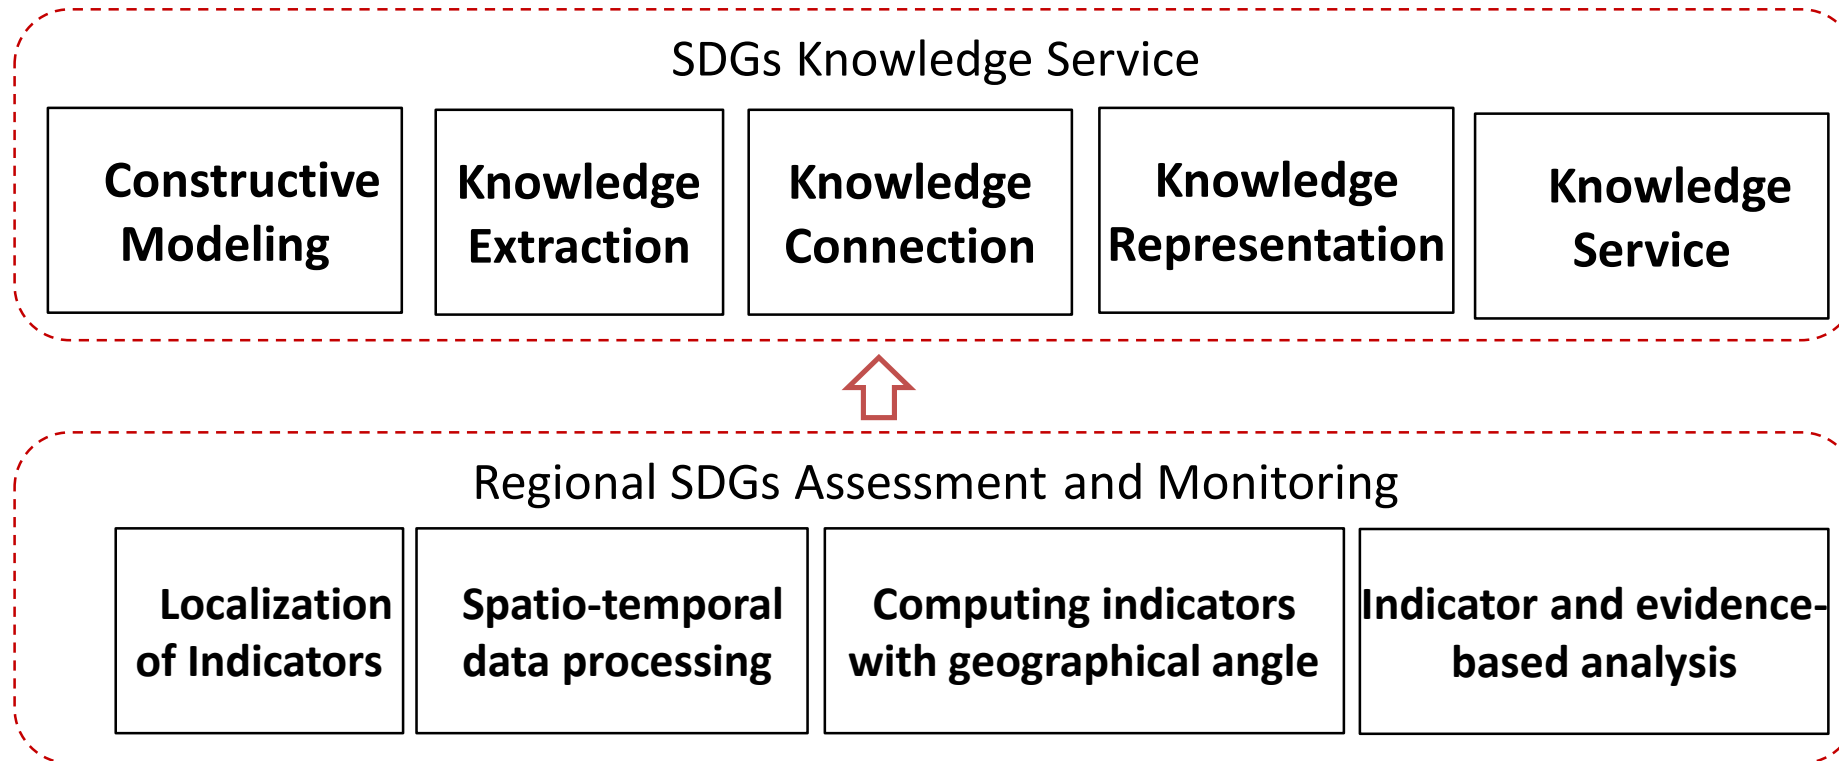 SDGs Knowledge Service
Constructive
Modeling
Knowledge
Extraction
Knowledge
Connection
Knowledge
Representation
Knowledge
Service
Regional SDGs Assessment and Monitoring
Localization
of Indicators
Spatio-temporal
data processing
Computing indicators
with geographical angle
Indicator and evidence-
based analysis